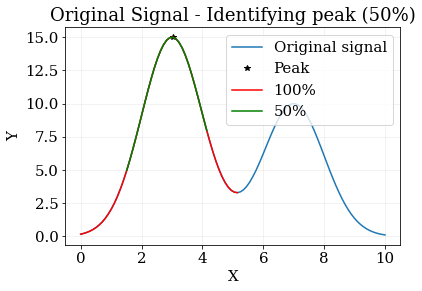 Original Signal - Identifying peak (50%)
Original signal
Peak
100%
50%
15.0
12.5
10.0
7.5
5.0
2.5
0.0
Y
0 2 4 6 8 10
X